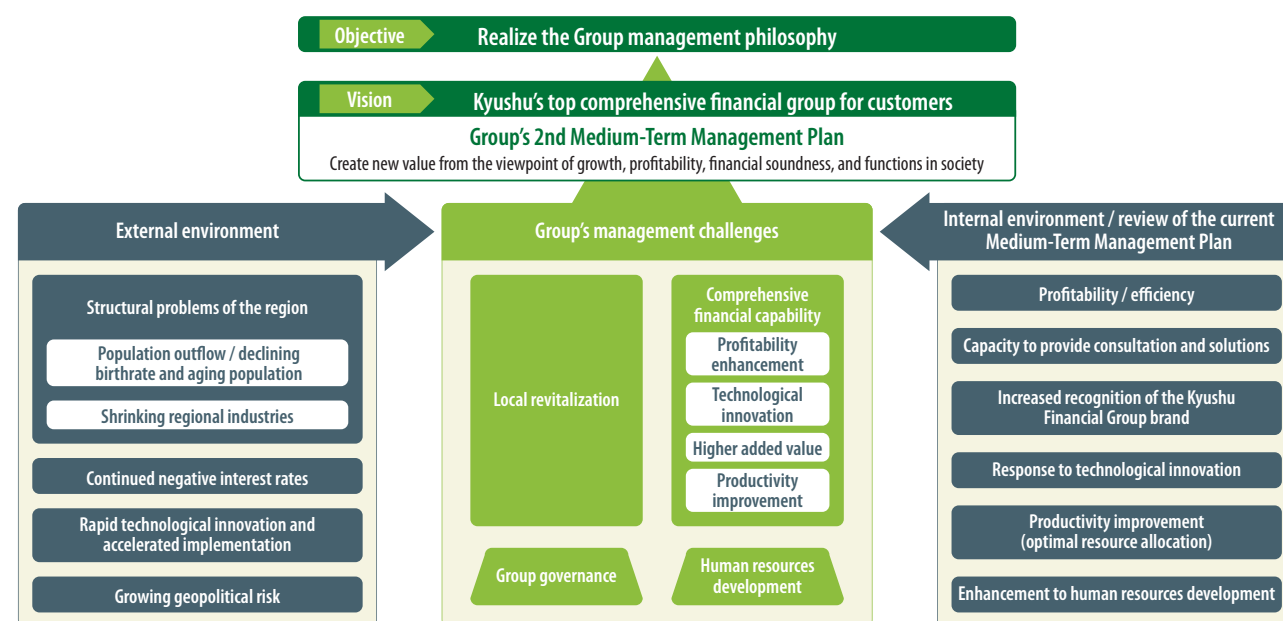 Objective
Realize the Group management philosophy
Vision
Kyushu's top comprehensive financial group for customers
Group's 2nd Medium-Term Management Plan
Create new value from the viewpoint of growth, profitability, financial soundness, and functions in society
External environment
Structural problems of the region
Population outflow / declining
birthrate and aging population
Shrinking regional industries
Continued negative interest rates
Rapid technological innovation and
accelerated implementation
Growing geopolitical risk
Group's management challenges
Local revitalization
Comprehensive
financial capability
Profitability
enhancement
Technological
innovation
Higher added value
Productivity
improvement
Group governance
Human resources
development
Internal environment / review of the current
Medium-Term Management Plan
Profitability / efficiency
Capacity to provide consultation and solutions
Increased recognition of the Kyushu
Financial Group brand
Response to technological innovation
Productivity improvement
(optimal resource allocation)
Enhancement to human resources development